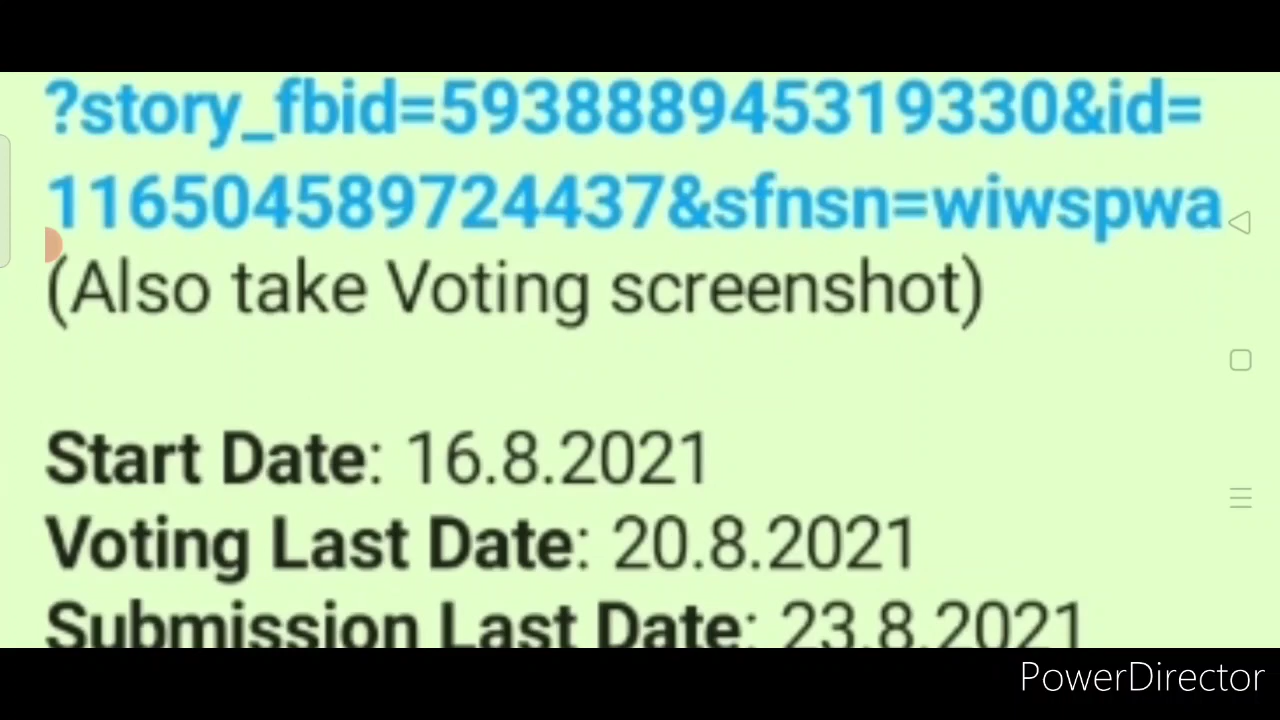 ?story_fbid=593888945319330&id=
116504589724437&sfnsn=wiwspwa
(Also take Voting screenshot)
Start Date: 16.8.2021
Voting Last Date: 20.8.2021
Submission Last Date: 23.8.2021
PowerDirector